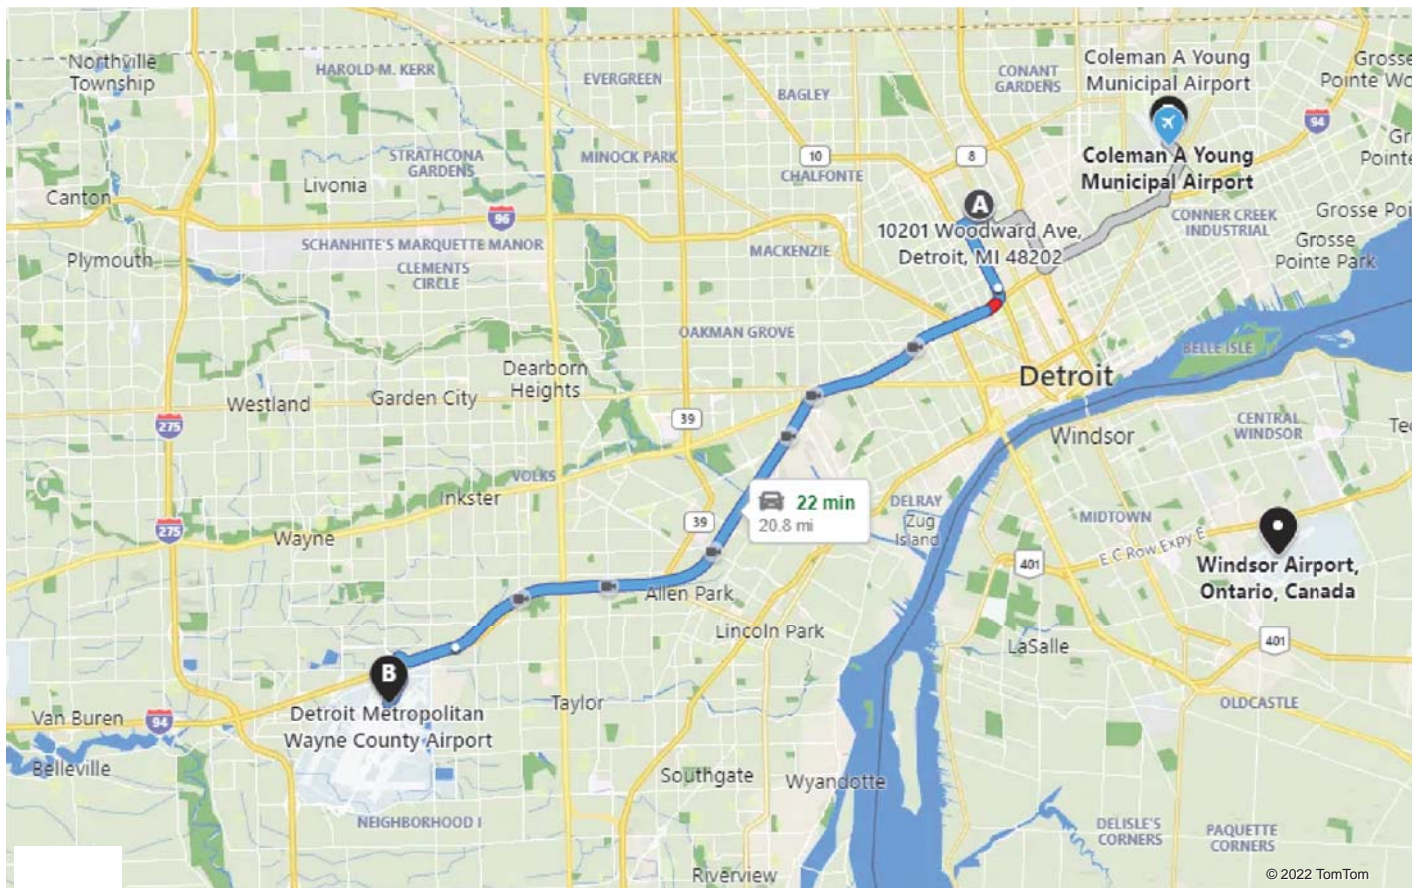 Northville
Township
HAROLD M. KERR
EVERGREEN
BAGLEY
CONANT
GARDENS
Coleman A Young
Municipal Airport
Grosse
Pointe Wo
94
Gr
Pointe
10
8
CHALFONTE
STRATHCONA
GARDENS
MINOCK PARK
Coleman A Young
Municipal Airport
Livonia
Canton
A
96
10201 Woodward Ave,
Detroit, MI 48202
CONNER CREEK
INDUSTRIAL
Grosse Poi
Grosse
Pointe Park
SCHANHITE'S MARQUETTE MANOR
MACKENZIE
Plymouth
CLEMENTS
CIRCLE
OAKMAN GROVE
BELLE ISLE
Dearborn
Heights
Detroit
Garden City
Westland
39
275
CENTRAL
WINDSOR
Tec
Windsor
VOLKS
Inkster
22 min
20.8 mi
DELRAY
Zug
Island
MIDTOWN
39
275
Wayne
E C Row Expy E
401
Windsor Airport,
Ontario, Canada
Allen Park
Lincoln Park
LaSalle
401
B
Detroit Metropolitan
Wayne County Airport
Taylor
OLDCASTLE
Van Buren
94
Belleville
Southgate
Wyandotte
NEIGHBORHOOD I
DELISLE'S
CORNERS
PAQUETTE
CORNERS
Riverview
© 2022 TomTom